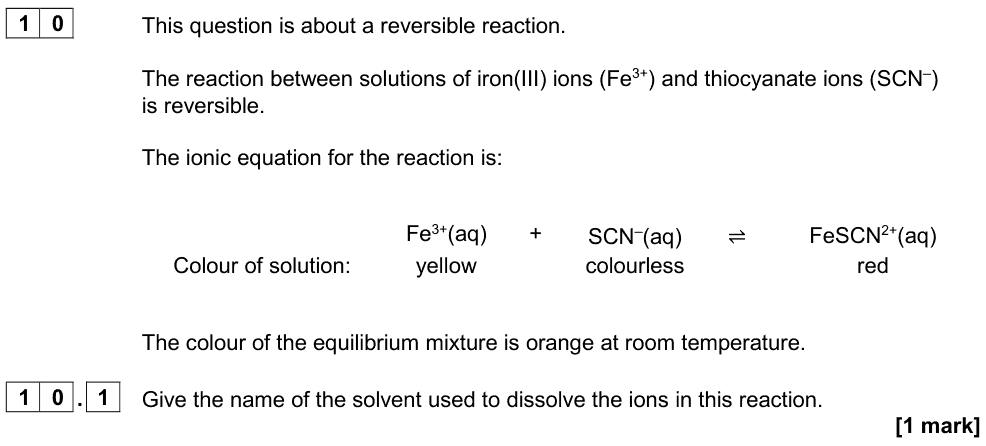 1 0 This question is about a reversible reaction.
The reaction between solutions of iron(III) ions (Fe³⁺) and thiocyanate ions (SCN⁻)
is reversible.
The ionic equation for the reaction is:
Fe³⁺(aq) + SCN⁻(aq) ⇌ FeSCN²⁺(aq)
Colour of solution: yellow colourless red
The colour of the equilibrium mixture is orange at room temperature.
1 0 . 1 Give the name of the solvent used to dissolve the ions in this reaction.
[1 mark]